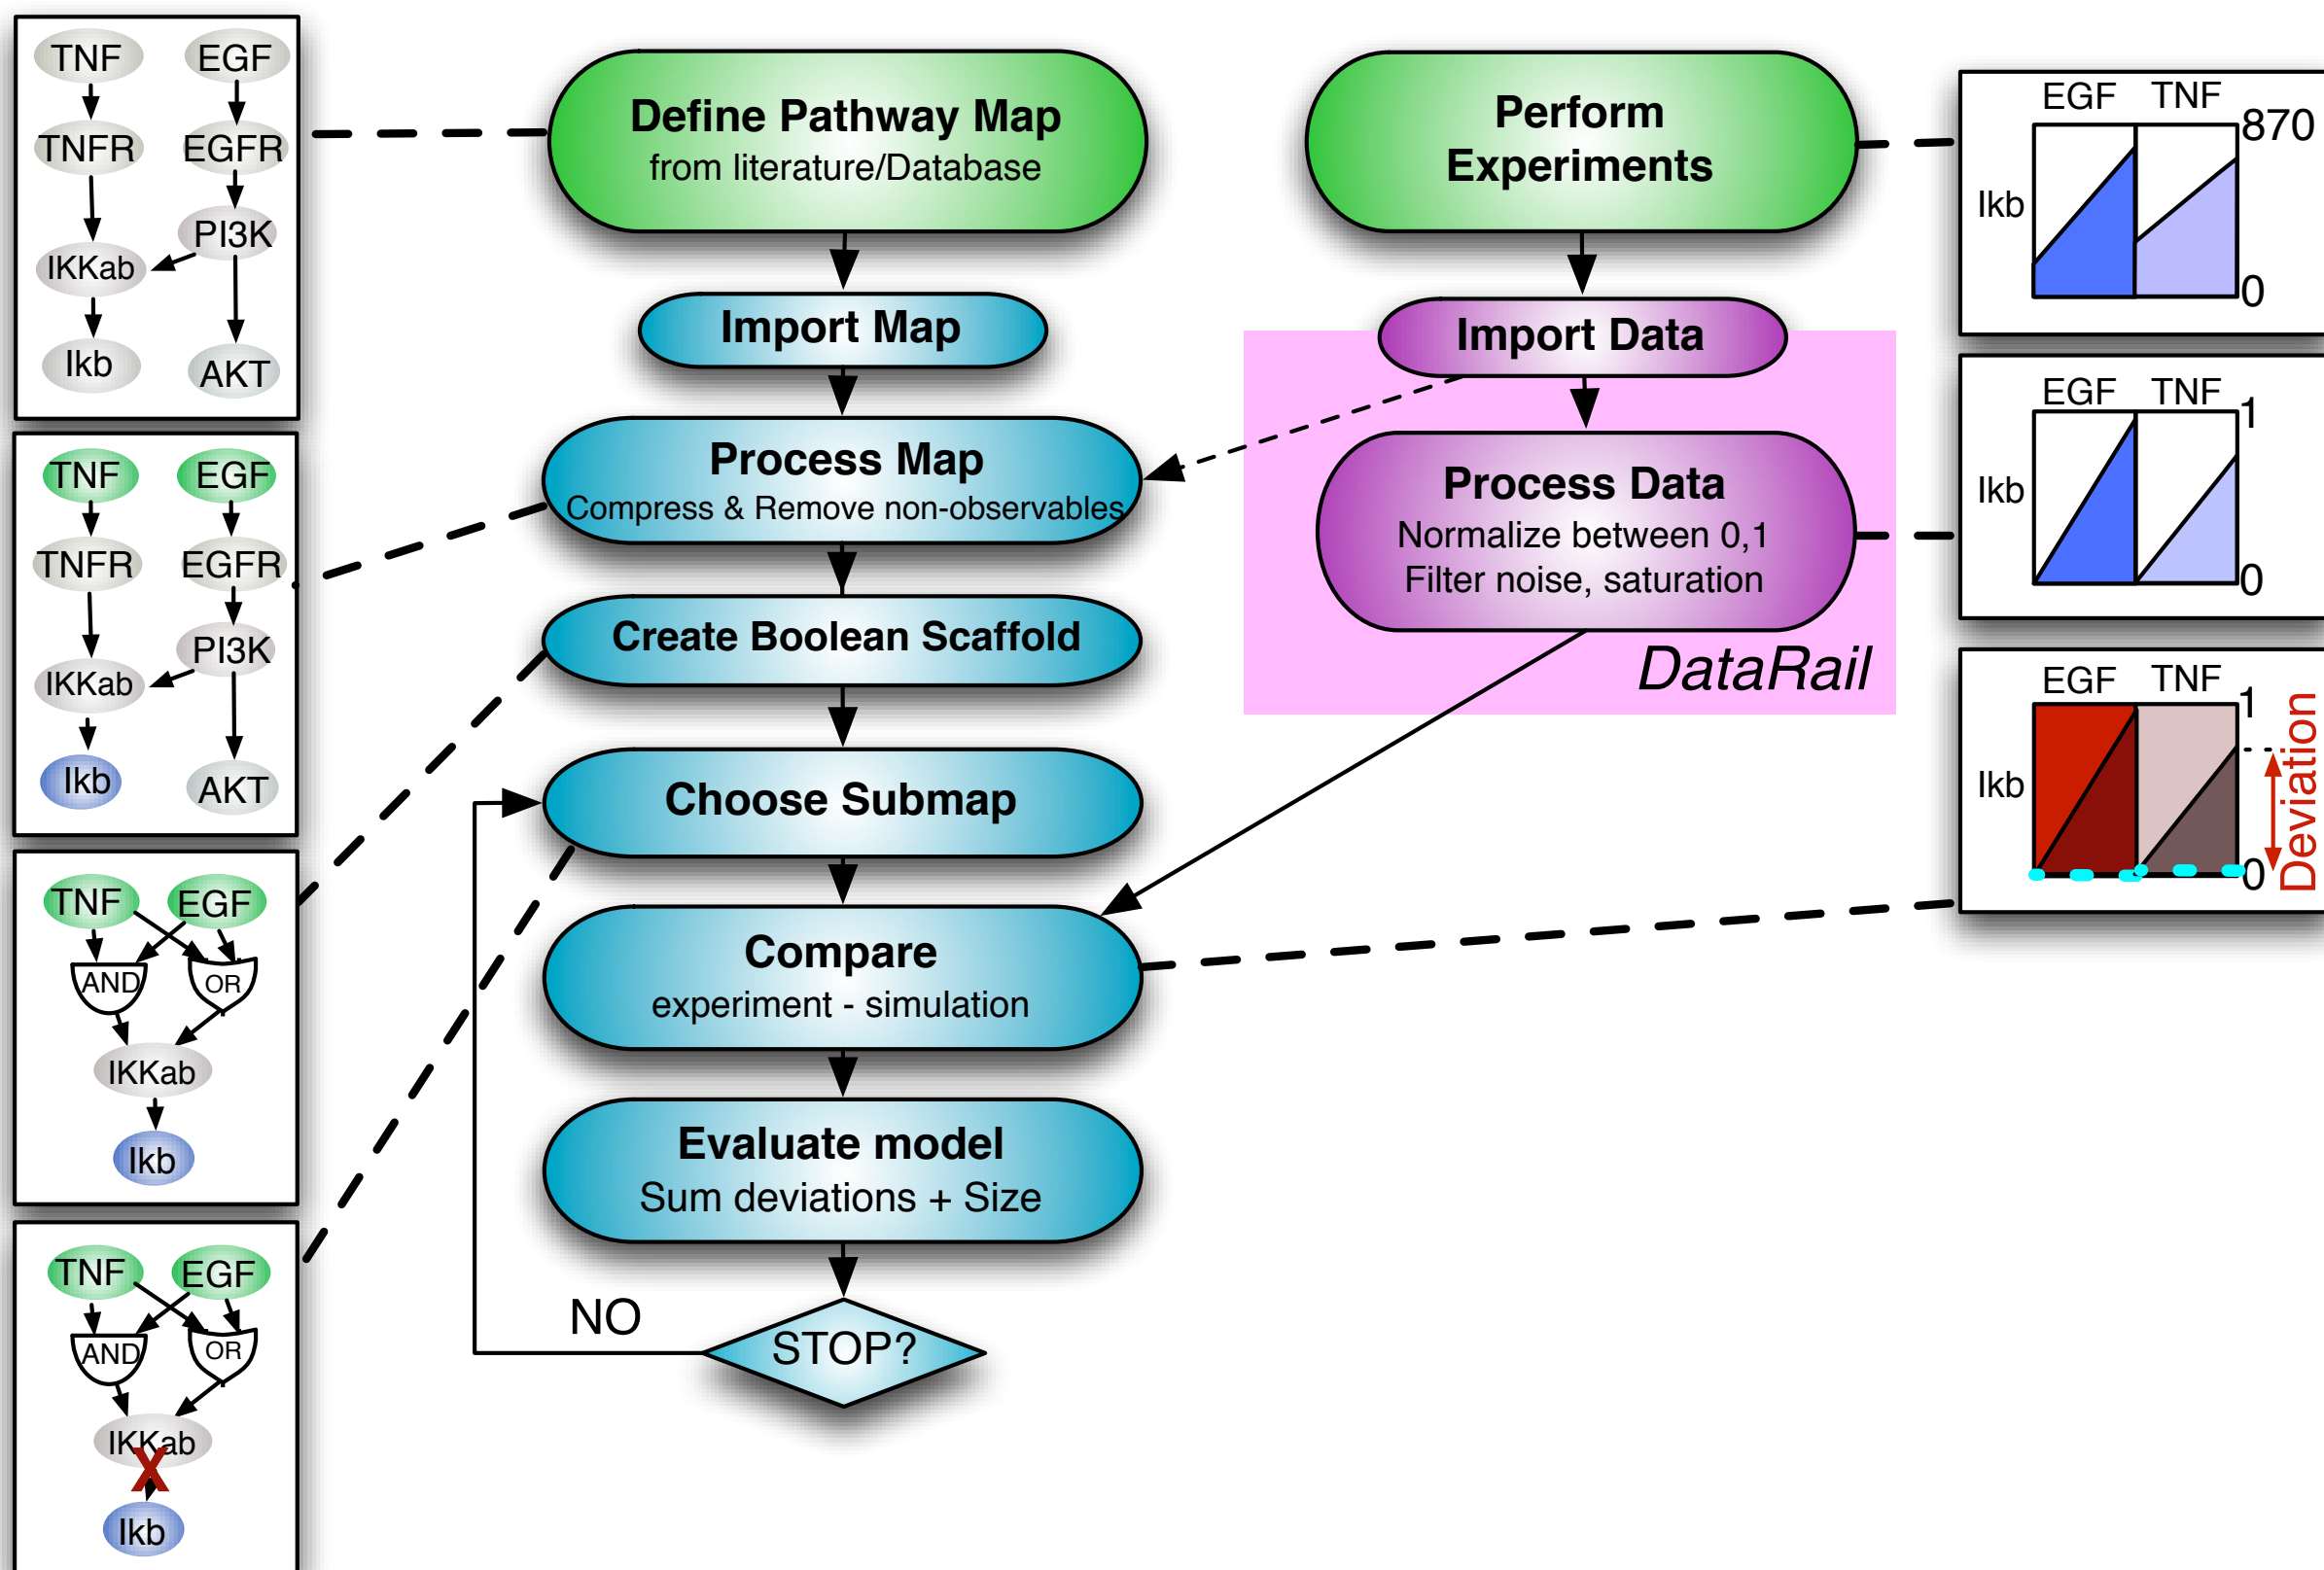 TNF EGF
TNFR EGFR
PI3K
IKKab
Ikb AKT
TNF EGF
TNFR EGFR
PI3K
IKKab
Ikb AKT
TNF EGF
AND OR
IKKab
Ikb
TNF EGF
AND OR
IKKab
X
Ikb
Define Pathway Map
from literature/Database
Import Map
Process Map
Compress & Remove non-observables
Create Boolean Scaffold
Choose Submap
Compare
experiment - simulation
Evaluate model
Sum deviations + Size
NO
STOP?
Perform
Experiments
Import Data
Process Data
Normalize between 0,1
Filter noise, saturation
DataRail
EGF TNF
870
Ikb
0
EGF TNF
1
Ikb
0
EGF TNF
1
Ikb
0
Deviation